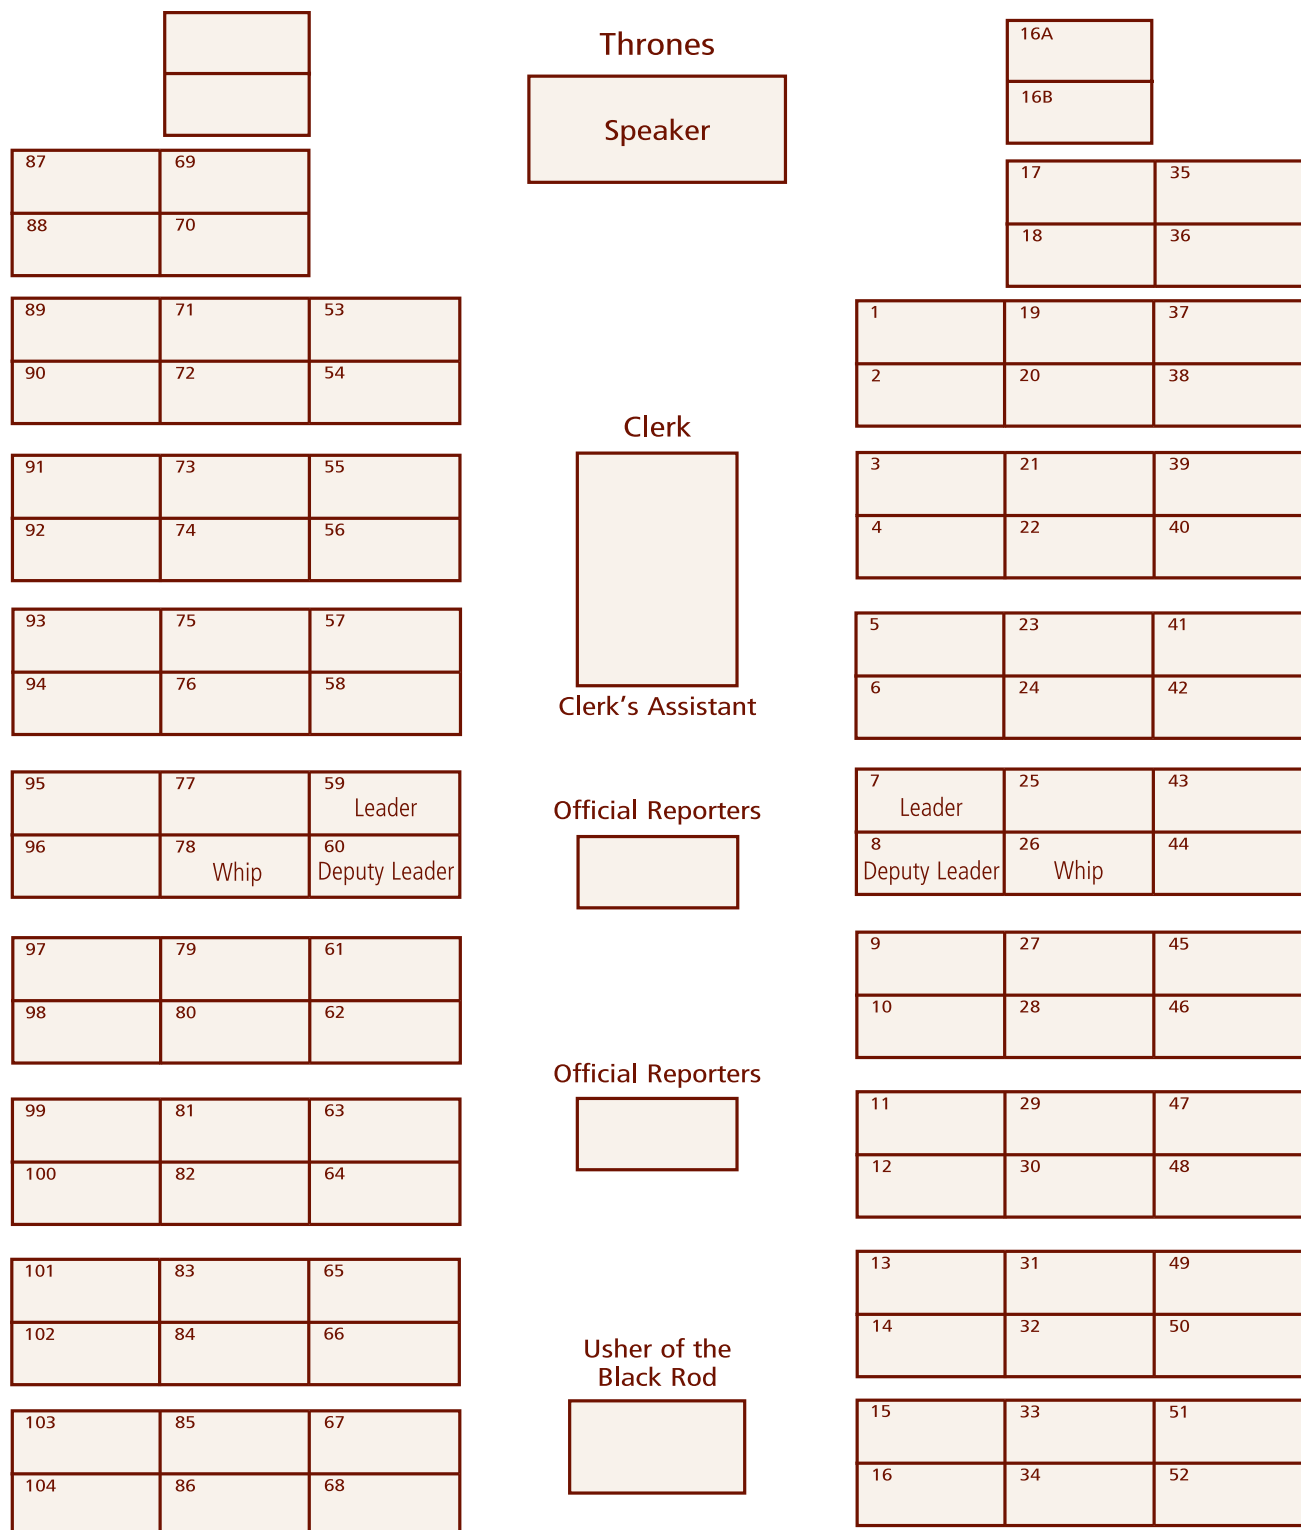 Thrones
Speaker
16A
16B
87 69
88 70
17 35
18 36
89 71 53
90 72 54
1 19 37
2 20 38
Clerk
91 73 55
92 74 56
3 21 39
4 22 40
93 75 57
94 76 58
5 23 41
6 24 42
Clerk's Assistant
95 77 59 Leader
96 78 Whip 60 Deputy Leader
Official Reporters
7 Leader 25 43
8 Deputy Leader 26 Whip 44
97 79 61
98 80 62
9 27 45
10 28 46
Official Reporters
99 81 63
100 82 64
11 29 47
12 30 48
101 83 65
102 84 66
13 31 49
14 32 50
Usher of the
Black Rod
103 85 67
104 86 68
15 33 51
16 34 52